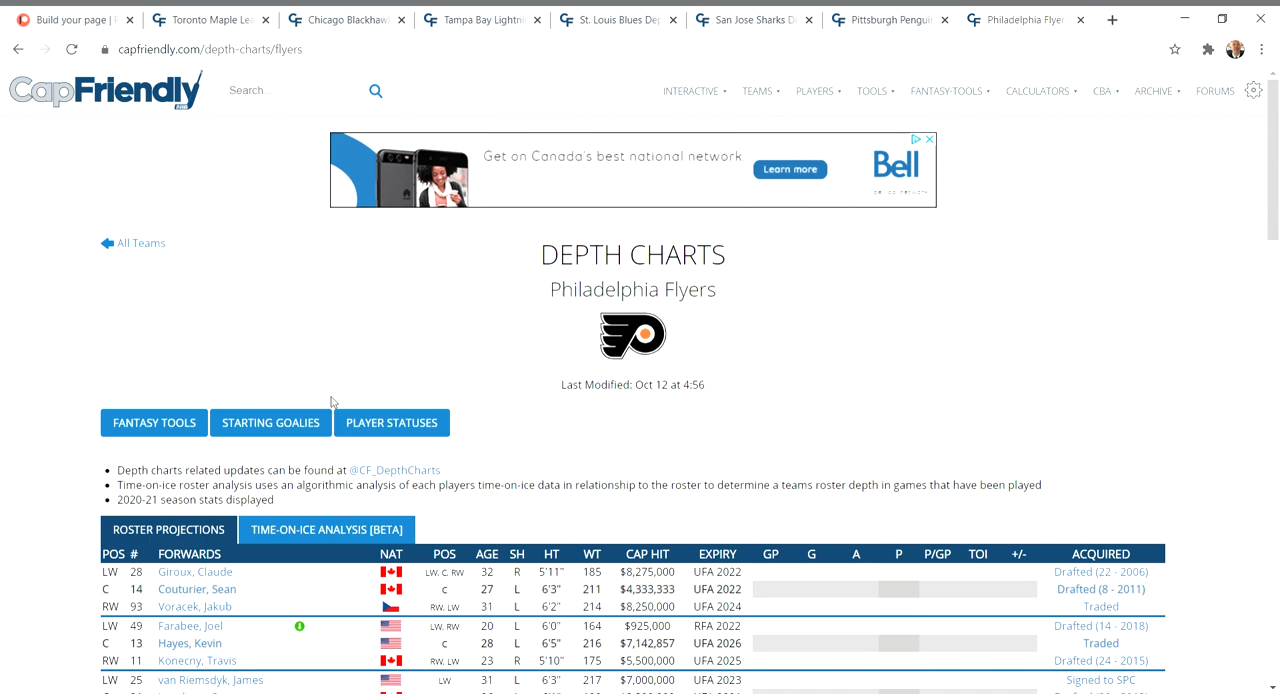 Build your page |
Toronto Maple Lea
Chicago Blackhaw
Tampa Bay Lightni
St. Louis Blues Dep
San Jose Sharks D
Pittsburgh Penguin
Philadelphia Flyer
capfriendly.com/depth-charts/flyers
CapFriendly
Search...
INTERACTIVE
TEAMS
PLAYERS
TOOLS
FANTASY-TOOLS
CALCULATORS
CBA
ARCHIVE
FORUMS
Get on Canada's best national network.
Learn more
Bell
All Teams
DEPTH CHARTS
Philadelphia Flyers
Last Modified: Oct 12 at 4:56
FANTASY TOOLS STARTING GOALIES PLAYER STATUSES
Depth charts related updates can be found at @CF_DepthCharts
Time-on-ice roster analysis uses an algorithmic analysis of each players time-on-ice data in relationship to the roster to determine a teams roster depth in games that have been played
2020-21 season stats displayed
ROSTER PROJECTIONS TIME-ON-ICE ANALYSIS [BETA]
POS # FORWARDS NAT POS AGE SH HT WT CAP HIT EXPIRY GP G A P P/GP TOI +/- ACQUIRED
LW 28 Giroux, Claude LW, C, RW 32 R 5'11" 185 $8,275,000 UFA 2022 Drafted (22 - 2006)
C 14 Couturier, Sean C 27 L 6'3" 211 $4,333,333 UFA 2022 Drafted (8 - 2011)
RW 93 Voracek, Jakub RW, LW 31 L 6'2" 214 $8,250,000 UFA 2024 Traded
LW 49 Farabee, Joel LW, RW 20 L 6'0" 164 $925,000 RFA 2022 Drafted (14 - 2018)
C 13 Hayes, Kevin C 28 L 6'5" 216 $7,142,857 UFA 2026 Traded
RW 11 Konecny, Travis RW, LW 23 R 5'10" 175 $5,500,000 UFA 2025 Drafted (24 - 2015)
LW 25 van Riemsdyk, James LW 31 L 6'3" 217 $7,000,000 UFA 2023 Signed to SPC